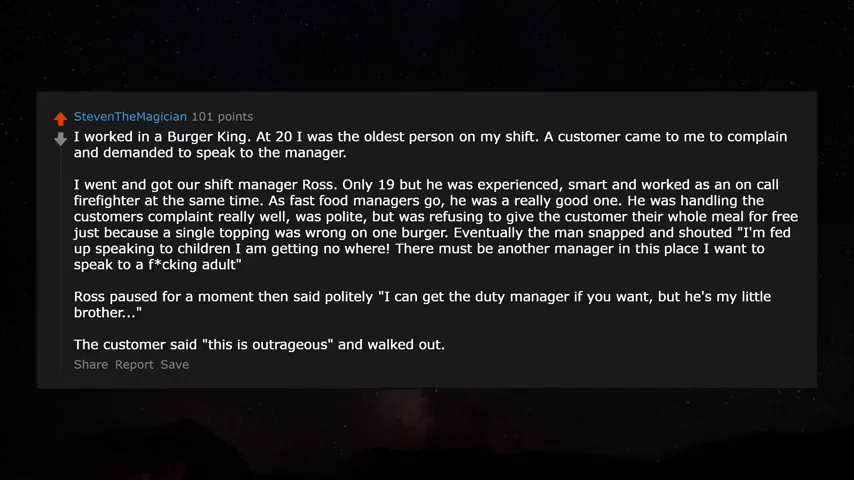 StevenTheMagician 101 points
I worked in a Burger King. At 20 I was the oldest person on my shift. A customer came to me to complain
and demanded to speak to the manager.
I went and got our shift manager Ross. Only 19 but he was experienced, smart and worked as an on call
firefighter at the same time. As fast food managers go, he was a really good one. He was handling the
customers complaint really well, was polite, but was refusing to give the customer their whole meal for free
just because a single topping was wrong on one burger. Eventually the man snapped and shouted "I'm fed
up speaking to children I am getting no where! There must be another manager in this place I want to
speak to a f*cking adult"
Ross paused for a moment then said politely "I can get the duty manager if you want, but he's my little
brother..."
The customer said "this is outrageous" and walked out.
Share Report Save